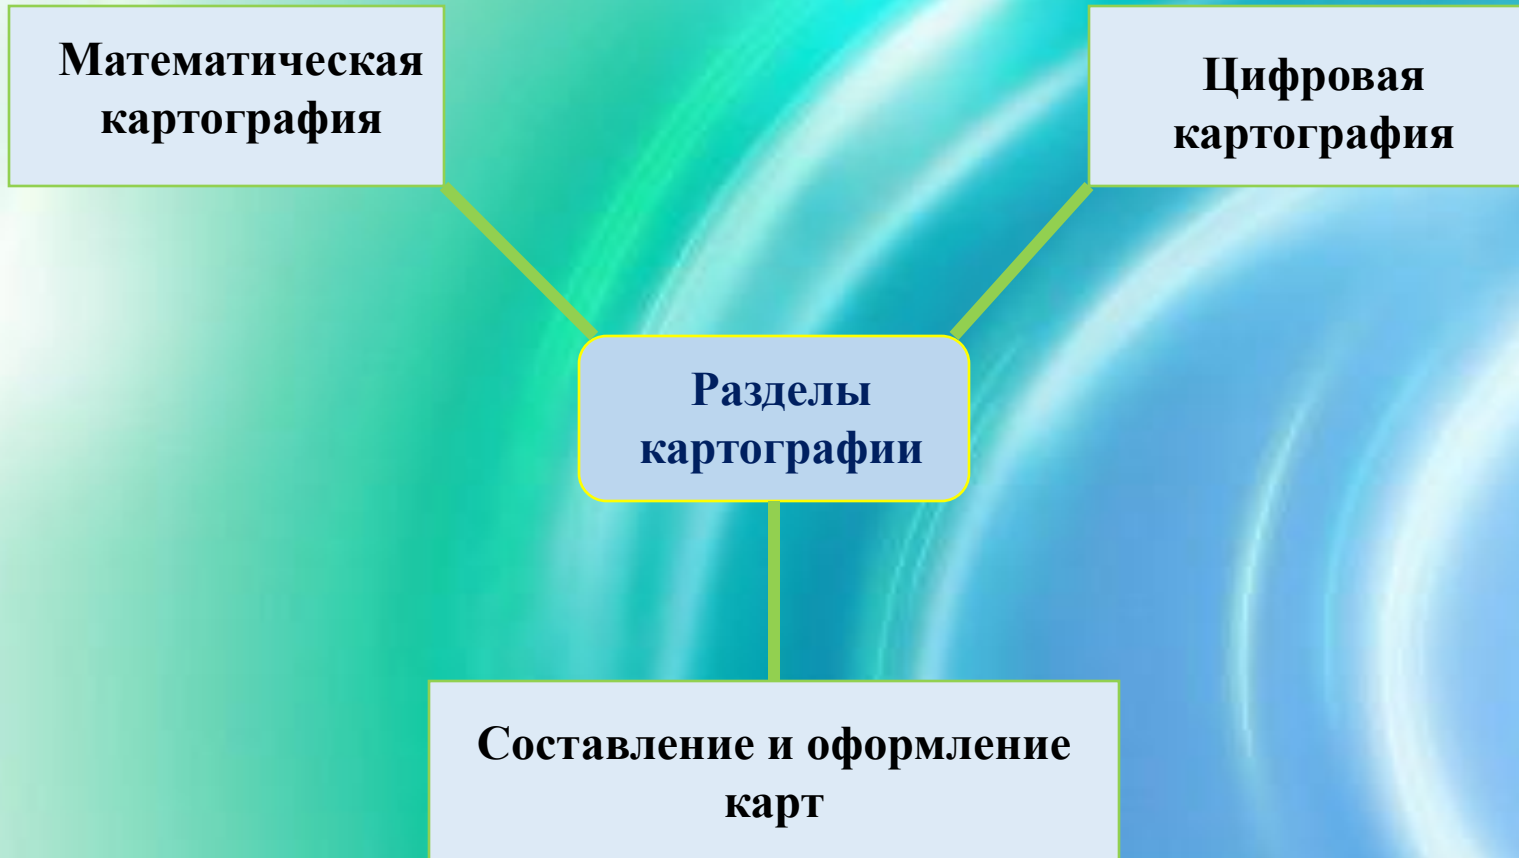 Математическая
картография
Цифровая
картография
Разделы
картографии
Составление и оформление
карт